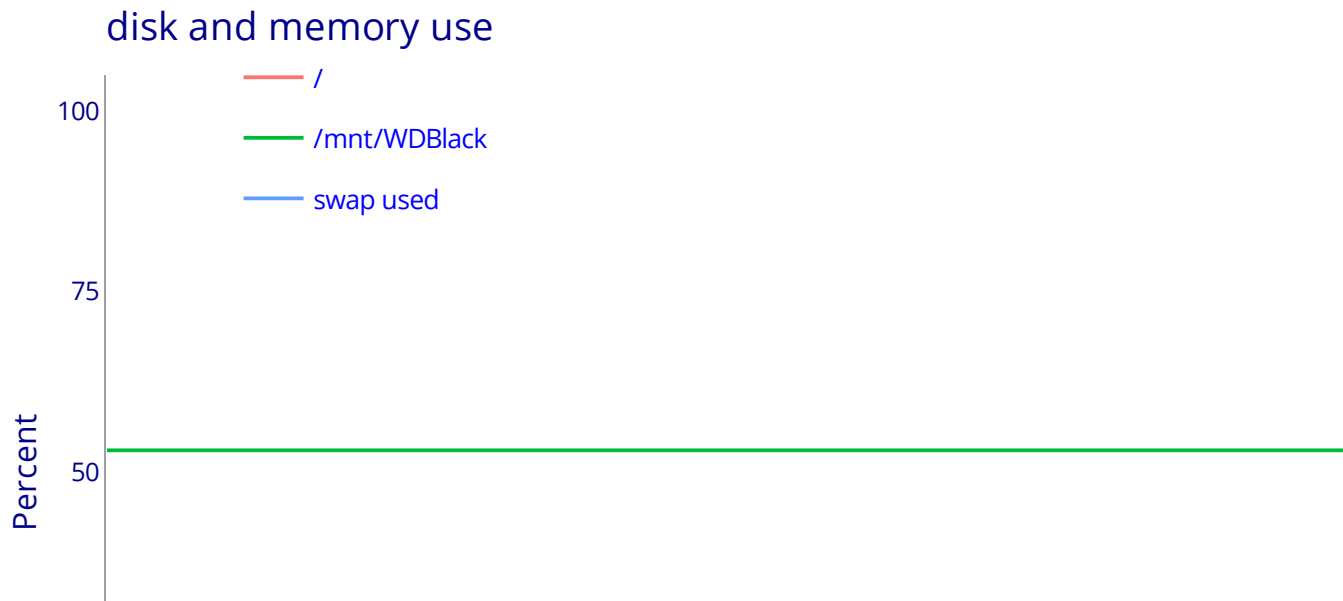 disk and memory use
/
100
/mnt/WDBlack
swap used
75
50
Percent